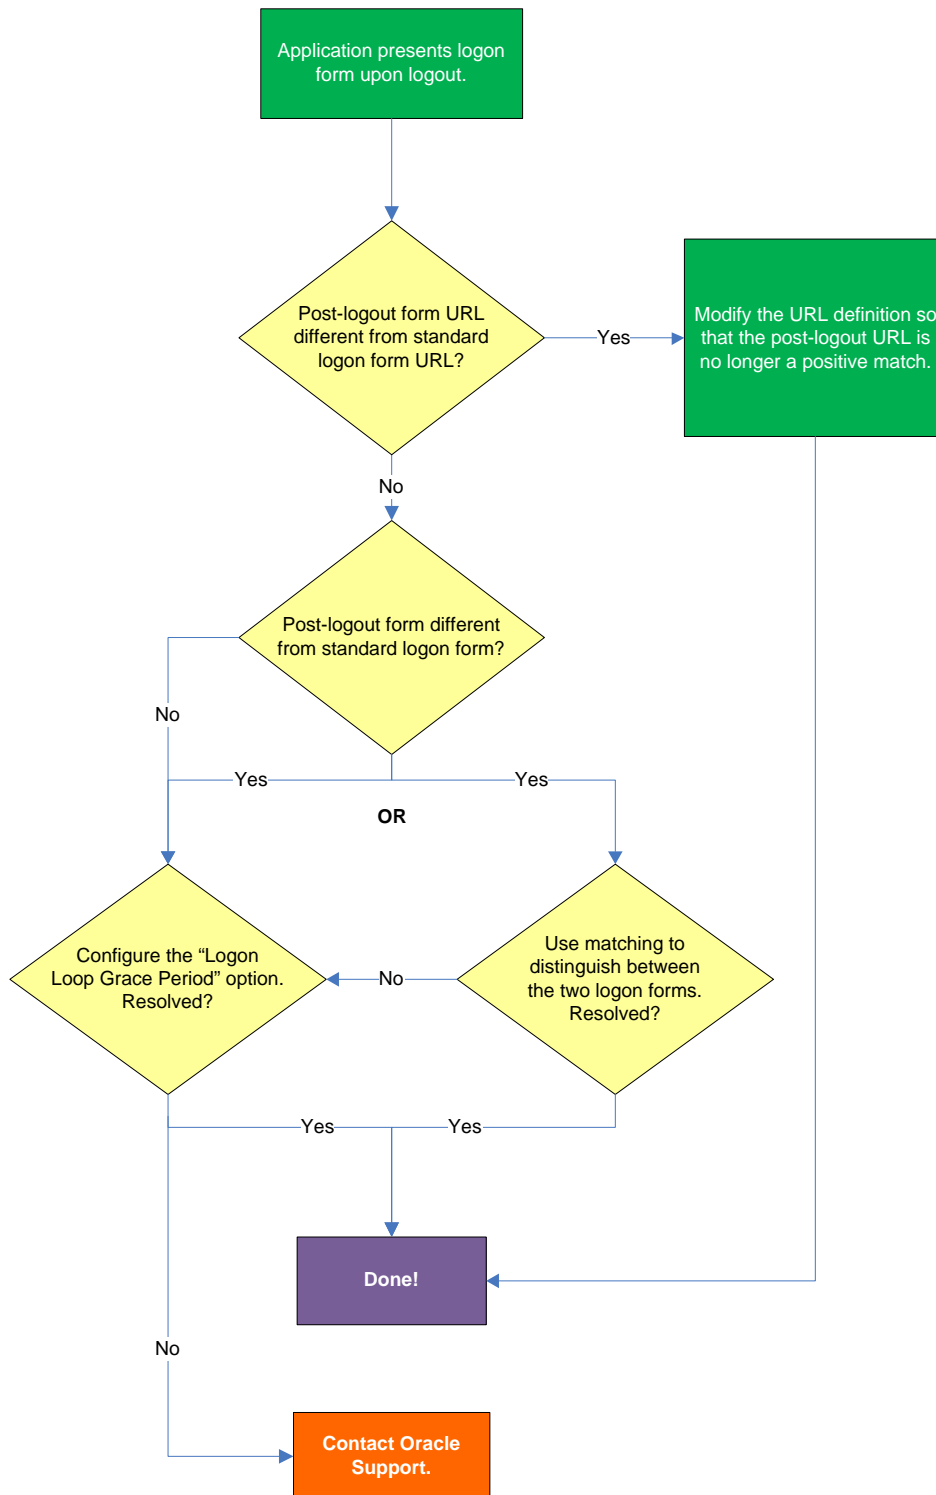 Application presents logon
form upon logout.
Post-logout form URL
different from standard
logon form URL?
Yes
Modify the URL definition so
that the post-logout URL is
no longer a positive match.
No
Post-logout form different
from standard logon form?
No
Yes
Yes
OR
Configure the “Logon
Loop Grace Period” option.
Resolved?
No
Use matching to
distinguish between
the two logon forms.
Resolved?
Yes
Yes
Done!
No
Contact Oracle
Support.